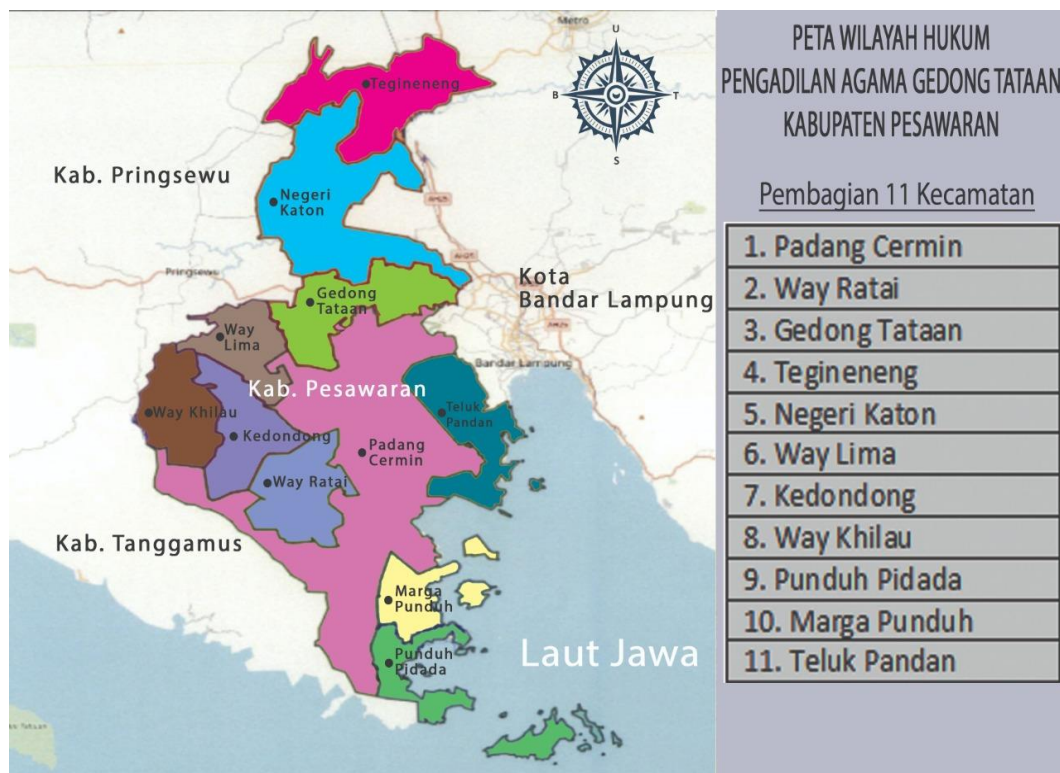 Metro
U
B
T
S
Tegineneng
Kab. Pringsewu
Negeri
Katon
AH25
AH25
Pringsewu
Kota
Bandar Lampung
Gedong
Tataan
Way
Lima
Bandar Lampung
Kab. Pesawaran
Way Khilau
Teluk
Pandan
Kedondong
Padang
Cermin
Way Ratai
Kab. Tanggamus
Marga
Punduh
Punduh
Pidada
Laut Jawa
PETA WILAYAH HUKUM
PENGADILAN AGAMA GEDONG TATAAN
KABUPATEN PESAWARAN
Pembagian 11 Kecamatan
1. Padang Cermin
2. Way Ratai
3. Gedong Tataan
4. Tegineneng
5. Negeri Katon
6. Way Lima
7. Kedondong
8. Way Khilau
9. Punduh Pidada
10. Marga Punduh
11. Teluk Pandan